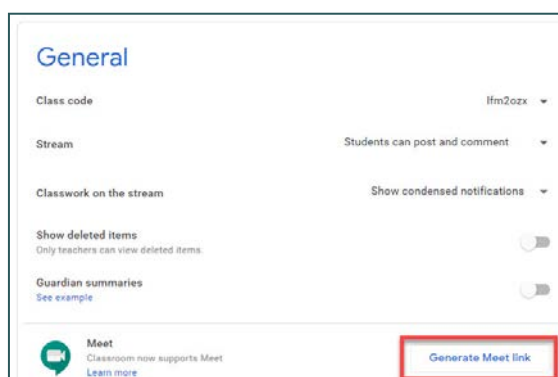 General
Class code lfm2ozx
Stream Students can post and comment
Classwork on the stream Show condensed notifications
Show deleted items
Only teachers can view deleted items.
Guardian summaries
See example
Meet
Classroom now supports Meet
Learn more
Generate Meet link